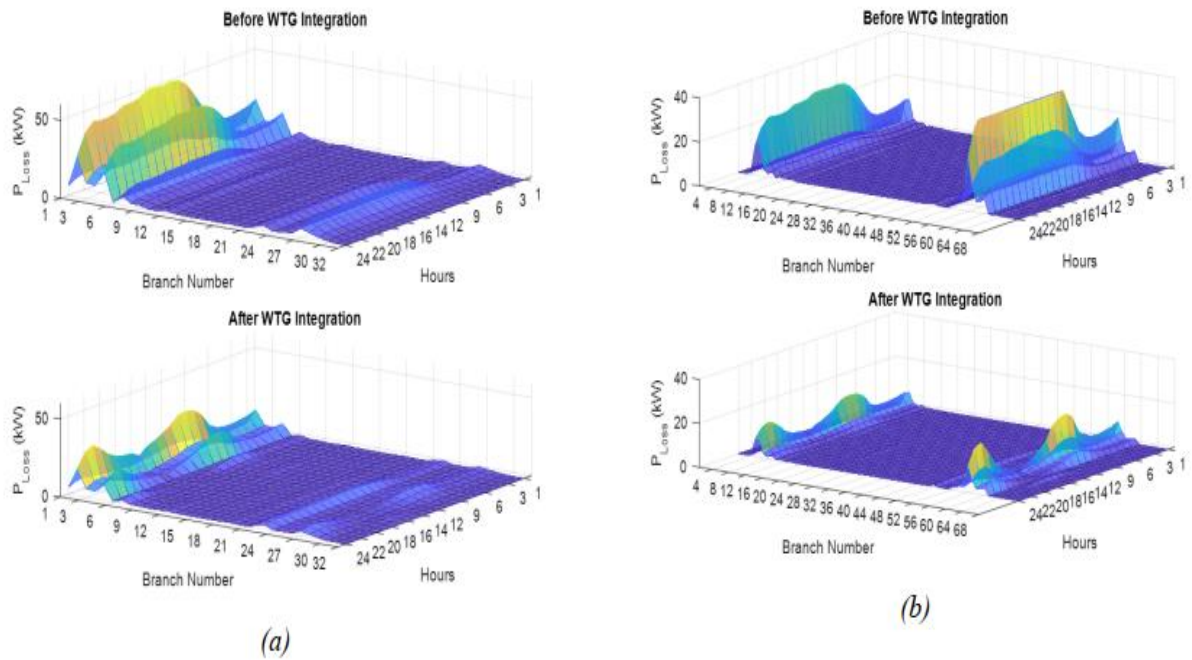 Before WTG Integration
P Loss (kW)
50
0
1 3 6 9 12 15 18 21 24 27 30 32
Branch Number
24 22 20 18 16 14 12 9 6 3 1
Hours
After WTG Integration
P Loss (kW)
50
0
1 3 6 9 12 15 18 21 24 27 30 32
Branch Number
24 22 20 18 16 14 12 9 6 3 1
Hours
(a)
Before WTG Integration
P Loss (kW)
40
20
0
4 8 12 16 20 24 28 32 36 40 44 48 52 56 60 64 68
Branch Number
24 22 20 18 16 14 12 9 6 3 1
Hours
After WTG Integration
P Loss (kW)
40
20
0
4 8 12 16 20 24 28 32 36 40 44 48 52 56 60 64 68
Branch Number
24 22 20 18 16 14 12 9 6 3 1
Hours
(b)